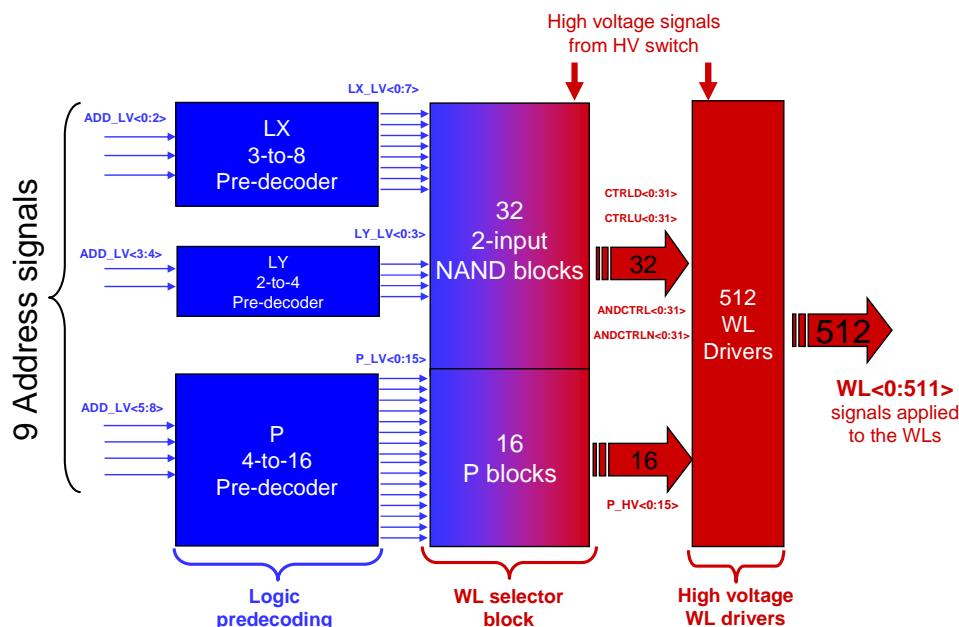 High voltage signals
from HV switch
LX_LV<0:7>
ADD_LV<0:2>
LX
3-to-8
Pre-decoder
9 Address signals
LY_LV<0:3>
ADD_LV<3:4>
LY
2-to-4
Pre-decoder
32
2-input
NAND blocks
CTRLD<0:31>
CTRLU<0:31>
32
ANDCTRL<0:31>
ANDCTRLN<0:31>
512
WL
Drivers
512
WL<0:511>
signals applied
to the WLs
P_LV<0:15>
ADD_LV<5:8>
P
4-to-16
Pre-decoder
16
P blocks
16
P_HV<0:15>
Logic
predecoding
WL selector
block
High voltage
WL drivers